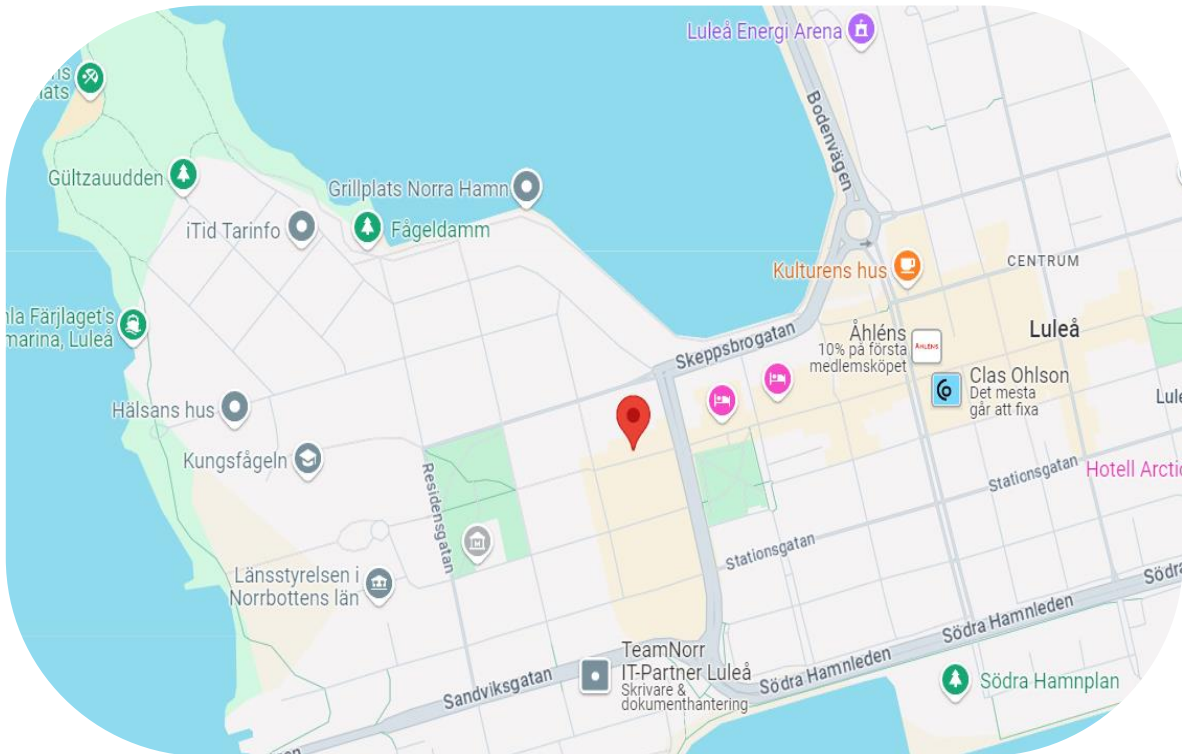 Luleå Energi Arena
Bodenvägen
Gültzauudden
Grillplats Norra Hamn
iTid Tarinfo
Fågeldamm
Kulturens hus
CENTRUM
Luleå
Färjlaget's
marina, Luleå
Skeppsbrogatan
Åhléns
10% på första
medlemsköpet
ÅHLÉNS
Clas Ohlson
Det mesta
går att fixa
Hälsans hus
Kungsfågeln
Residensgatan
Stationsgatan
Hotell Arctic
Stationsgatan
Länsstyrelsen i
Norrbottens län
Södra Hamnleden
Södra Hamnleden
Södra
TeamNorr
IT-Partner Luleå
Skrivare &
dokumenthantering
Sandviksgatan
Södra Hamnplan